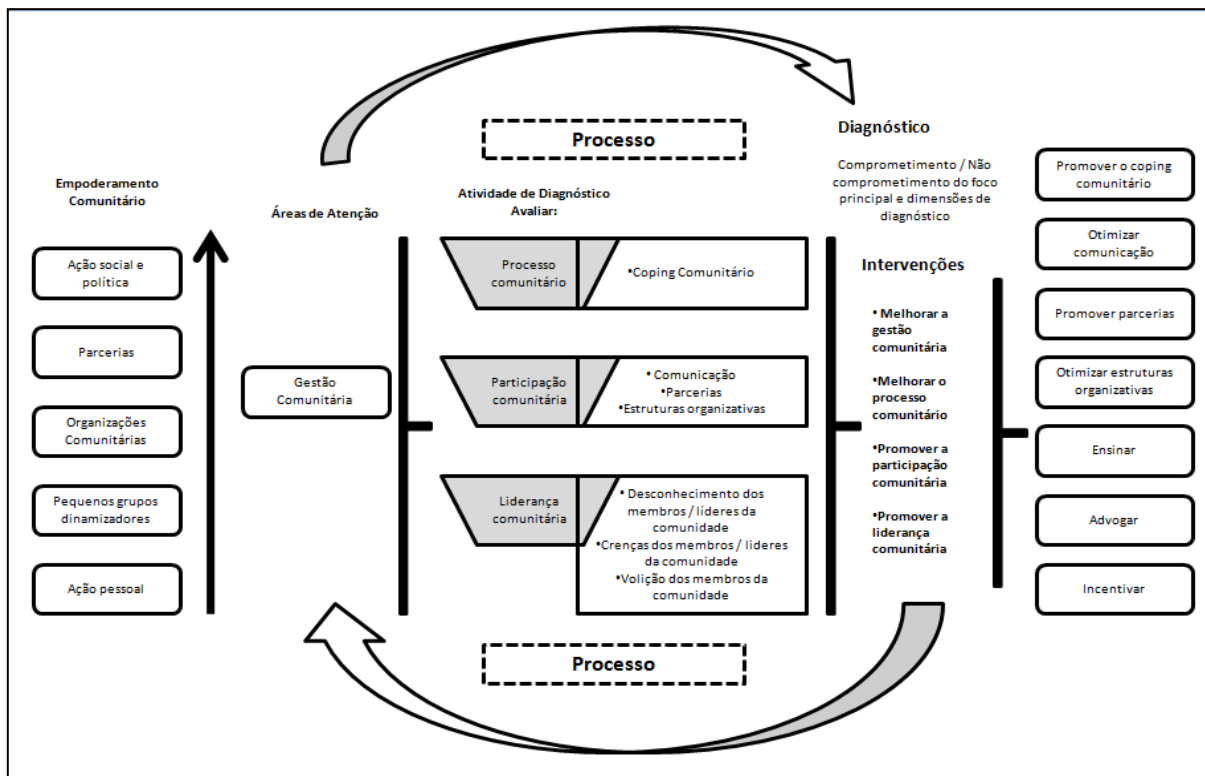 Processo
Empoderamento
Comunitário
Ação social e
política
Parcerias
Organizações
Comunitárias
Pequenos grupos
dinamizadores
Ação pessoal
Áreas de Atenção
Gestão
Comunitária
Atividade de Diagnóstico
Avaliar:
Processo
comunitário
•Coping Comunitário
Participação
comunitária
• Comunicação
•Parcerias
•Estruturas organizativas
Liderança
comunitária
• Desconhecimento dos
membros / líderes da
comunidade
•Crenças dos membros / lideres
da comunidade
•Volição dos membros da
comunidade
Diagnóstico
Comprometimento / Não
comprometimento do foco
principal e dimensões de
diagnóstico
Intervenções
• Melhorar a
gestão
comunitária
•Melhorar o
processo
comunitário
•Promover a
participação
comunitária
•Promover a
liderança
comunitária
Promover o coping
comunitário
Otimizar
comunicação
Promover parcerias
Otimizar estruturas
organizativas
Ensinar
Advogar
Incentivar
Processo